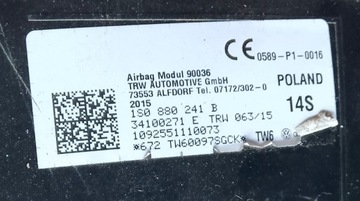 CE 0589-P1-0016
Airbag Modul 90036
TRW AUTOMOTIVE GmbH
73553 ALFDORF Tel. 07172/302-0
POLAND
2015
1S0 880 241 B
14S
34100271 E TRW 063/15
1092551110073
*672 TW60097SGCK*
TW6